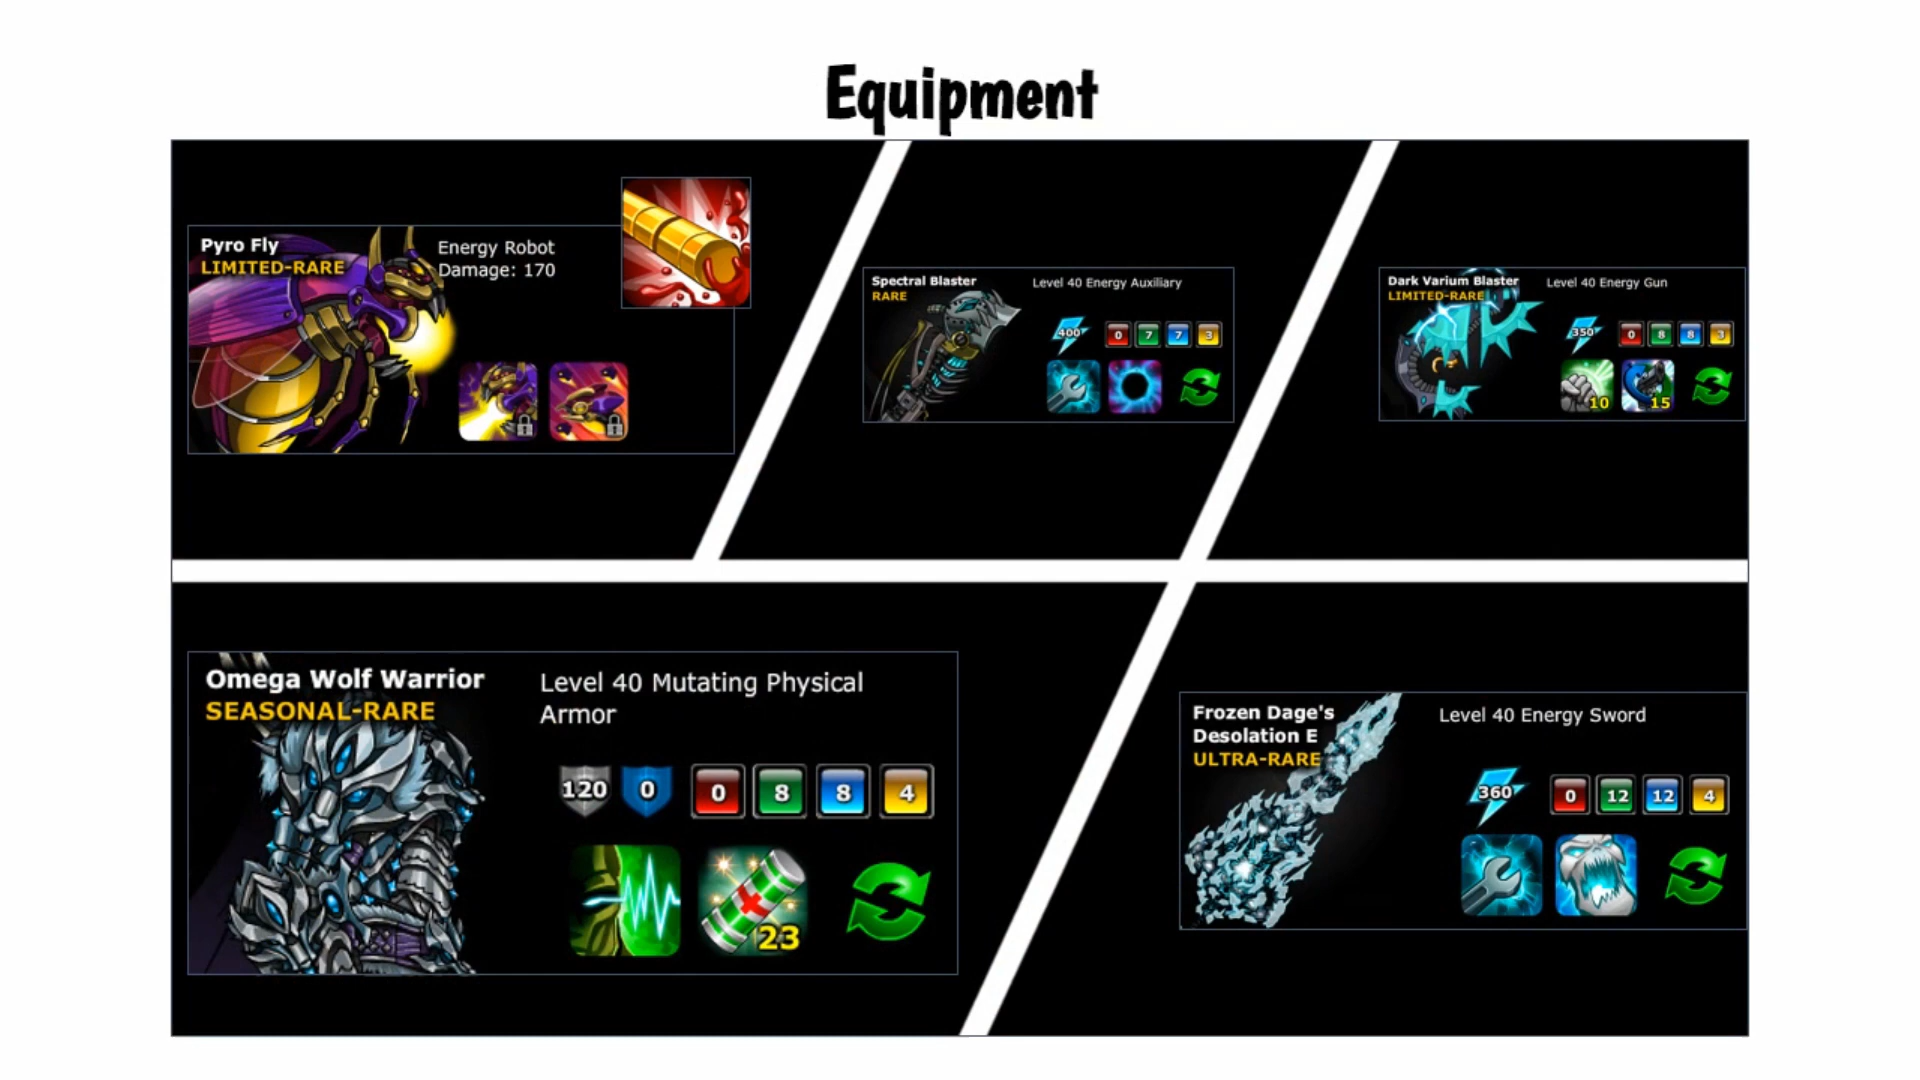 Equipment
Pyro Fly
LIMITED-RARE
Energy Robot
Damage: 170
Spectral Blaster
RARE
Level 40 Energy Auxiliary
400
0 7 7 3
Dark Varium Blaster
LIMITED-RARE
Level 40 Energy Gun
350
0 8 8 3
10
15
Omega Wolf Warrior
SEASONAL-RARE
Level 40 Mutating Physical
Armor
120 0 0 8 8 4
23
Frozen Dage's
Desolation E
ULTRA-RARE
Level 40 Energy Sword
360
0 12 12 4